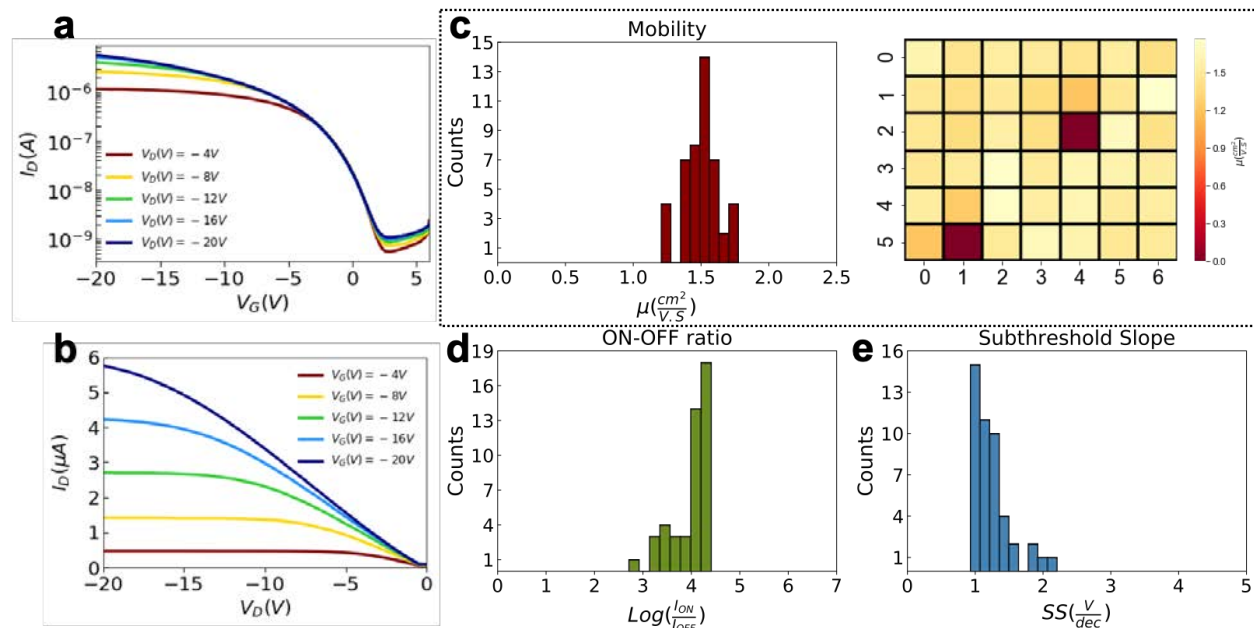 a
I_D(A)
10⁻⁶
10⁻⁷
10⁻⁸
10⁻⁹
V_D(V) = − 4V
V_D(V) = − 8V
V_D(V) = − 12V
V_D(V) = − 16V
V_D(V) = − 20V
−20 −15 −10 −5 0 5
V_G(V)
b
I_D(μA)
6
5
4
3
2
1
0
V_G(V) = − 4V
V_G(V) = − 8V
V_G(V) = − 12V
V_G(V) = − 16V
V_G(V) = − 20V
−20 −15 −10 −5 0
V_D(V)
c
Mobility
Counts
15
13
11
9
7
5
3
1
0.0 0.5 1.0 1.5 2.0 2.5
μ(cm²/V.S)
0
1
2
3
4
5
0 1 2 3 4 5 6
1.5
1.2
0.9
0.6
0.3
0.0
μ(cm²/V.S)
d
ON-OFF ratio
Counts
19
16
13
10
7
4
1
0 1 2 3 4 5 6 7
Log(I_ON/I_OFF)
e
Subthreshold Slope
Counts
16
13
10
7
4
1
0 1 2 3 4 5
SS(V/dec)